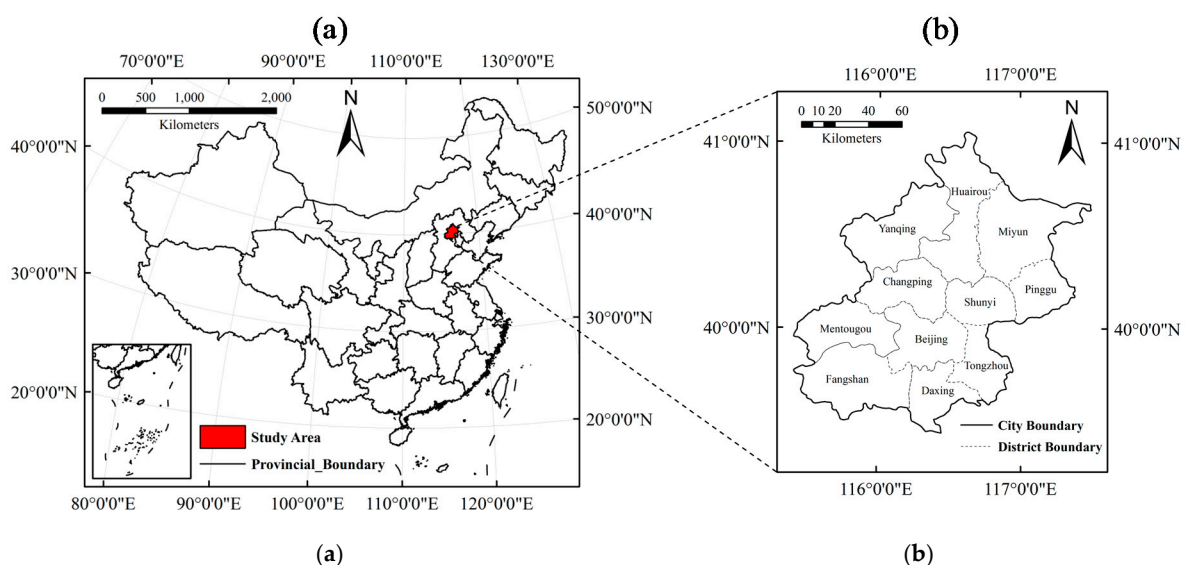 (a)
70°0'0"E 90°0'0"E 110°0'0"E 130°0'0"E
0 500 1,000 2,000
Kilometers
N
50°0'0"N
40°0'0"N
40°0'0"N
30°0'0"N
30°0'0"N
20°0'0"N
20°0'0"N
Study Area
Provincial_Boundary
80°0'0"E 90°0'0"E 100°0'0"E 110°0'0"E 120°0'0"E
(a)
(b)
116°0'0"E 117°0'0"E
0 10 20 40 60
Kilometers
N
41°0'0"N 41°0'0"N
Huairou
Yanqing
Miyun
Changping
Pinggu
Shunyi
40°0'0"N 40°0'0"N
Mentougou
Beijing
Tongzhou
Fangshan
Daxing
City Boundary
District Boundary
116°0'0"E 117°0'0"E
(b)